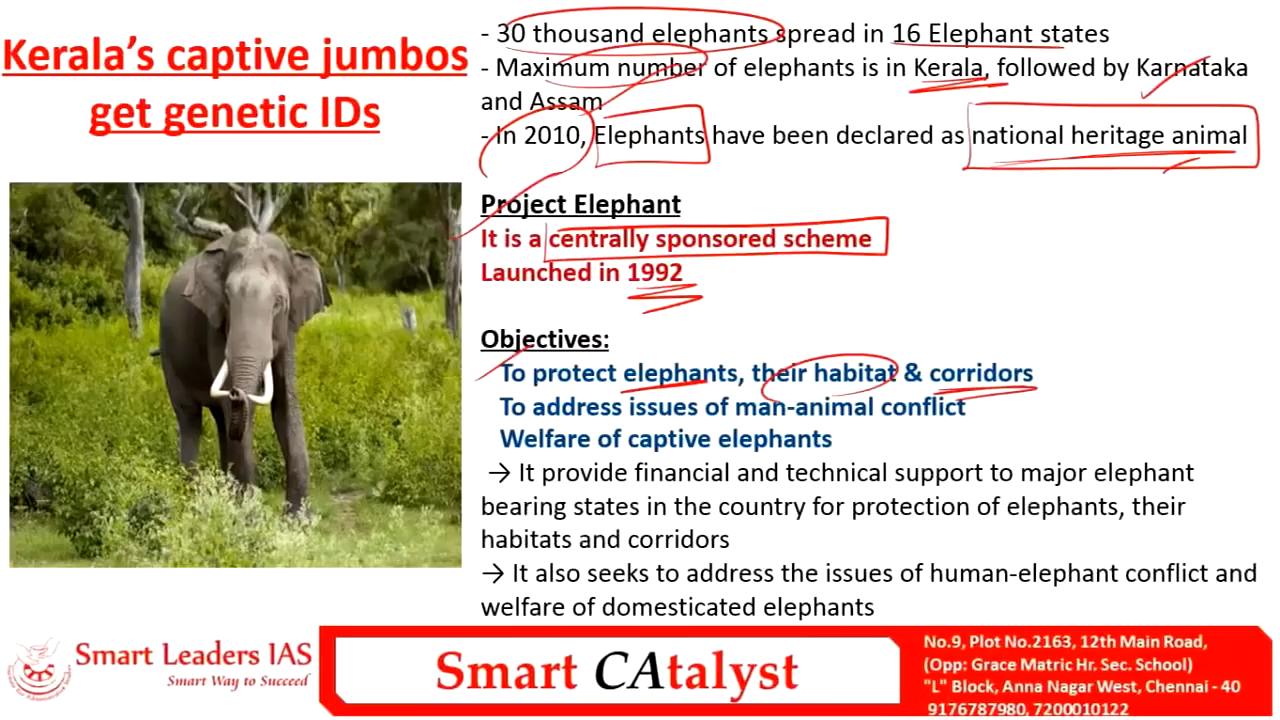 Kerala's captive jumbos
get genetic IDs
- 30 thousand elephants spread in 16 Elephant states
- Maximum number of elephants is in Kerala, followed by Karnataka
and Assam
- In 2010, Elephants have been declared as national heritage animal
Project Elephant
It is a centrally sponsored scheme
Launched in 1992
Objectives:
To protect elephants, their habitat & corridors
To address issues of man-animal conflict
Welfare of captive elephants
→ It provide financial and technical support to major elephant
bearing states in the country for protection of elephants, their
habitats and corridors
→ It also seeks to address the issues of human-elephant conflict and
welfare of domesticated elephants
Smart Leaders IAS
Smart Way to Succeed
Smart CAtalyst
No.9, Plot No.2163, 12th Main Road,
(Opp: Grace Matric Hr. Sec. School)
"L" Block, Anna Nagar West, Chennai - 40
9176787980, 7200010122